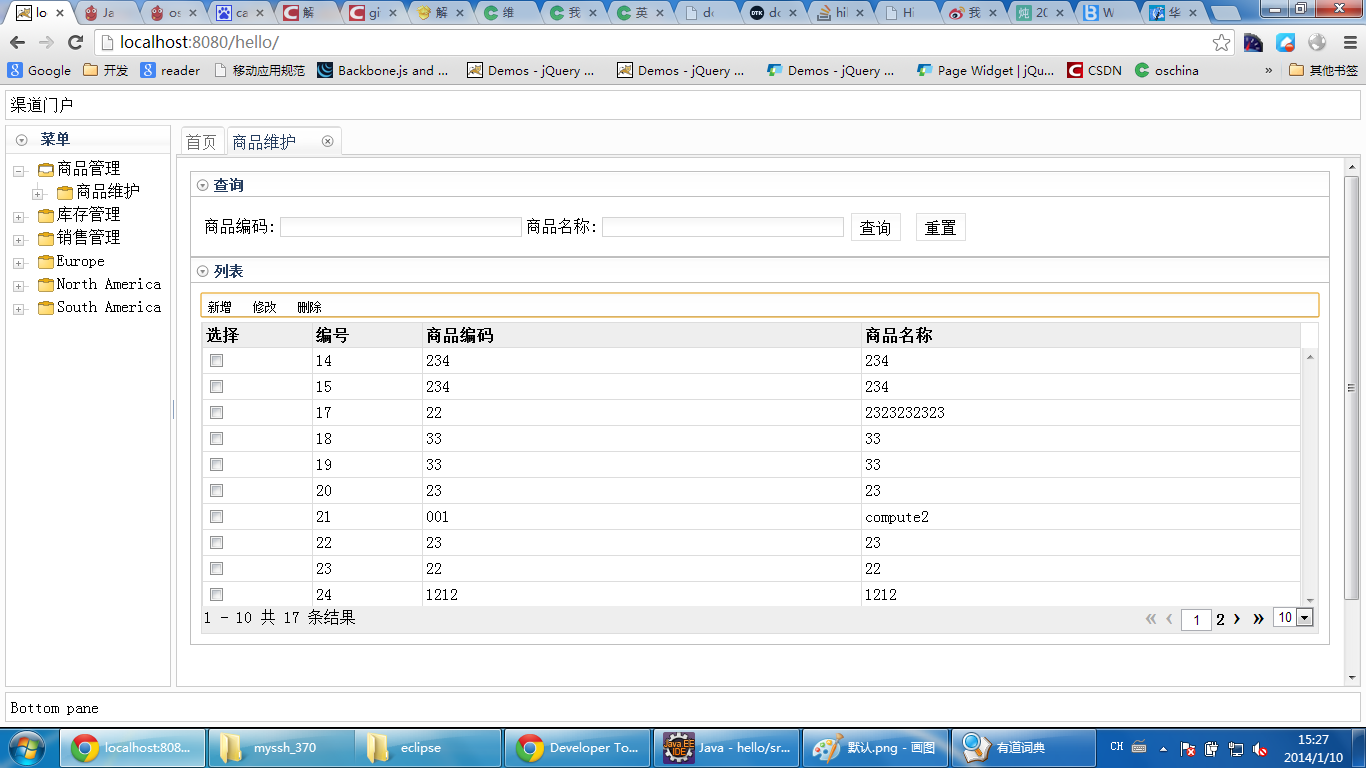 lo Ja os ca 解 gi 解 维 我 英 de do hil Hi 我 20 W 华
localhost:8080/hello/
Google 开发 reader 移动应用规范 Backbone.js and ... Demos - jQuery ... Demos - jQuery ... Demos - jQuery ... Page Widget | jQu... CSDN oschina » 其他书签
渠道门户
菜单
商品管理
商品维护
库存管理
销售管理
Europe
North America
South America
首页 商品维护
查询
商品编码: 商品名称: 查询 重置
列表
新增 修改 删除
选择 编号 商品编码 商品名称
14 234 234
15 234 234
17 22 2323232323
18 33 33
19 33 33
20 23 23
21 001 compute2
22 23 23
23 22 22
24 1212 1212
1 - 10 共 17 条结果 « ‹ 1 2 › » 10
Bottom pane
localhost:808... myssh_370 eclipse Developer To... Java EE IDE Java - hello/sr... 默认.png - 画图 有道词典 CH 15:27
2014/1/10